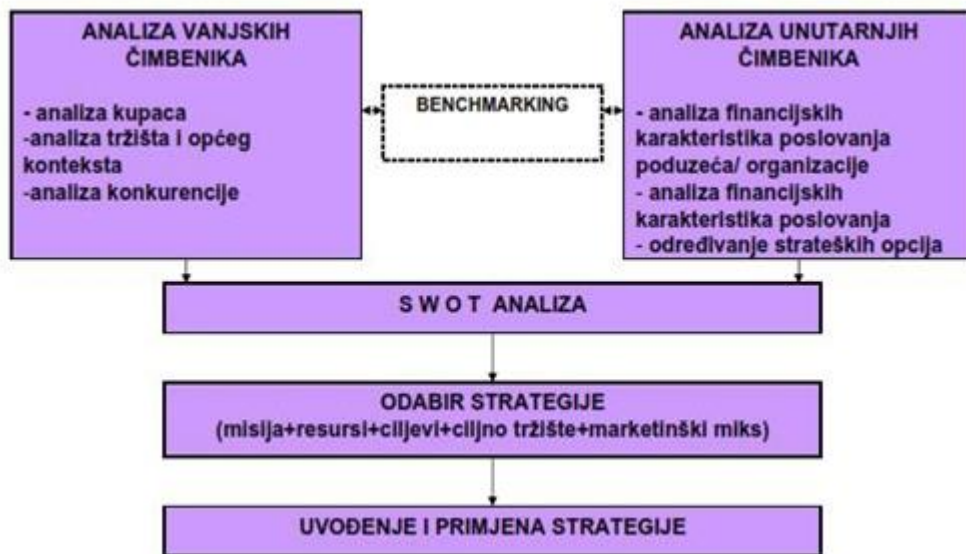 ANALIZA VANJSKIH
ČIMBENIKA
- analiza kupaca
-analiza tržišta i općeg
konteksta
-analiza konkurencije
BENCHMARKING
ANALIZA UNUTARNJIH
ČIMBENIKA
- analiza financijskih
karakteristika poslovanja
poduzeća/ organizacije
- analiza financijskih
karakteristika poslovanja
- određivanje strateških opcija
S W O T ANALIZA
ODABIR STRATEGIJE
(misija+resursi+ciljevi+ciljno tržište+marketinški miks)
UVOĐENJE I PRIMJENA STRATEGIJE